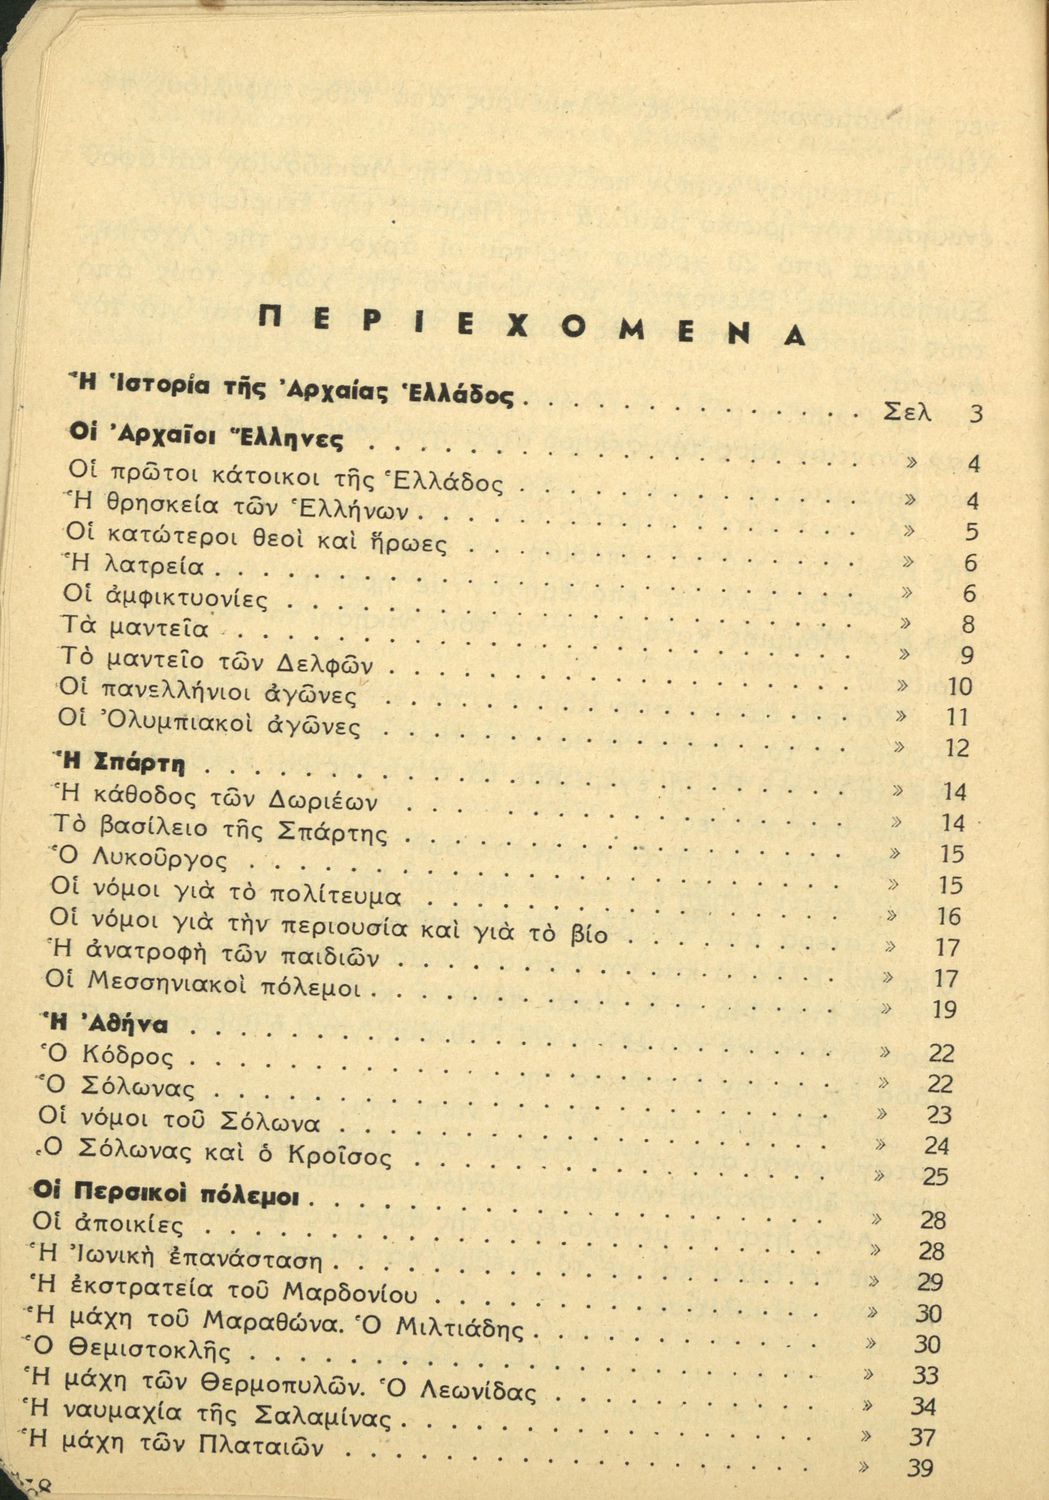 ΠΕΡΙΕΧΟΜΕΝΑ
Ἡ Ἱστορία τῆς Ἀρχαίας Ἑλλάδος . . . . . . . . . . . . . . Σελ 3
Οἱ Ἀρχαῖοι Ἕλληνες . . . . . . . . . . . . . . . . . . . . » 4
Οἱ πρῶτοι κάτοικοι τῆς Ἑλλάδος . . . . . . . . . . . . . . » 4
Ἡ θρησκεία τῶν Ἑλλήνων . . . . . . . . . . . . . . . . . . » 5
Οἱ κατώτεροι θεοὶ καὶ ἥρωες . . . . . . . . . . . . . . . . » 6
Ἡ λατρεία . . . . . . . . . . . . . . . . . . . . . . . . . . » 6
Οἱ ἀμφικτυονίες . . . . . . . . . . . . . . . . . . . . . . . » 8
Τὰ μαντεῖα . . . . . . . . . . . . . . . . . . . . . . . . . » 9
Τὸ μαντεῖο τῶν Δελφῶν . . . . . . . . . . . . . . . . . . . » 10
Οἱ πανελλήνιοι ἀγῶνες . . . . . . . . . . . . . . . . . . . » 11
Οἱ Ὀλυμπιακοὶ ἀγῶνες . . . . . . . . . . . . . . . . . . . » 12
Ἡ Σπάρτη . . . . . . . . . . . . . . . . . . . . . . . . . . » 14
Ἡ κάθοδος τῶν Δωριέων . . . . . . . . . . . . . . . . . . » 14
Τὸ βασίλειο τῆς Σπάρτης . . . . . . . . . . . . . . . . . . » 15
Ὁ Λυκοῦργος . . . . . . . . . . . . . . . . . . . . . . . . » 15
Οἱ νόμοι γιὰ τὸ πολίτευμα . . . . . . . . . . . . . . . . . » 16
Οἱ νόμοι γιὰ τὴν περιουσία καὶ γιὰ τὸ βίο . . . . . . . . . » 17
Ἡ ἀνατροφὴ τῶν παιδιῶν . . . . . . . . . . . . . . . . . . » 17
Οἱ Μεσσηνιακοὶ πόλεμοι . . . . . . . . . . . . . . . . . . . » 19
Ἡ Ἀθήνα . . . . . . . . . . . . . . . . . . . . . . . . . . » 22
Ὁ Κόδρος . . . . . . . . . . . . . . . . . . . . . . . . . . » 22
Ὁ Σόλωνας . . . . . . . . . . . . . . . . . . . . . . . . . » 23
Οἱ νόμοι τοῦ Σόλωνα . . . . . . . . . . . . . . . . . . . . » 24
Ὁ Σόλωνας καὶ ὁ Κροῖσος . . . . . . . . . . . . . . . . . » 25
Οἱ Περσικοὶ πόλεμοι . . . . . . . . . . . . . . . . . . . . . » 28
Οἱ ἀποικίες . . . . . . . . . . . . . . . . . . . . . . . . . » 28
Ἡ Ἰωνικὴ ἐπανάσταση . . . . . . . . . . . . . . . . . . . . » 29
Ἡ ἐκστρατεία τοῦ Μαρδονίου . . . . . . . . . . . . . . . . » 30
Ἡ μάχη τοῦ Μαραθώνα. Ὁ Μιλτιάδης . . . . . . . . . . . . » 30
Ὁ Θεμιστοκλῆς . . . . . . . . . . . . . . . . . . . . . . . » 33
Ἡ μάχη τῶν Θερμοπυλῶν. Ὁ Λεωνίδας . . . . . . . . . . . » 34
Ἡ ναυμαχία τῆς Σαλαμίνας . . . . . . . . . . . . . . . . . » 37
Ἡ μάχη τῶν Πλαταιῶν . . . . . . . . . . . . . . . . . . . » 39